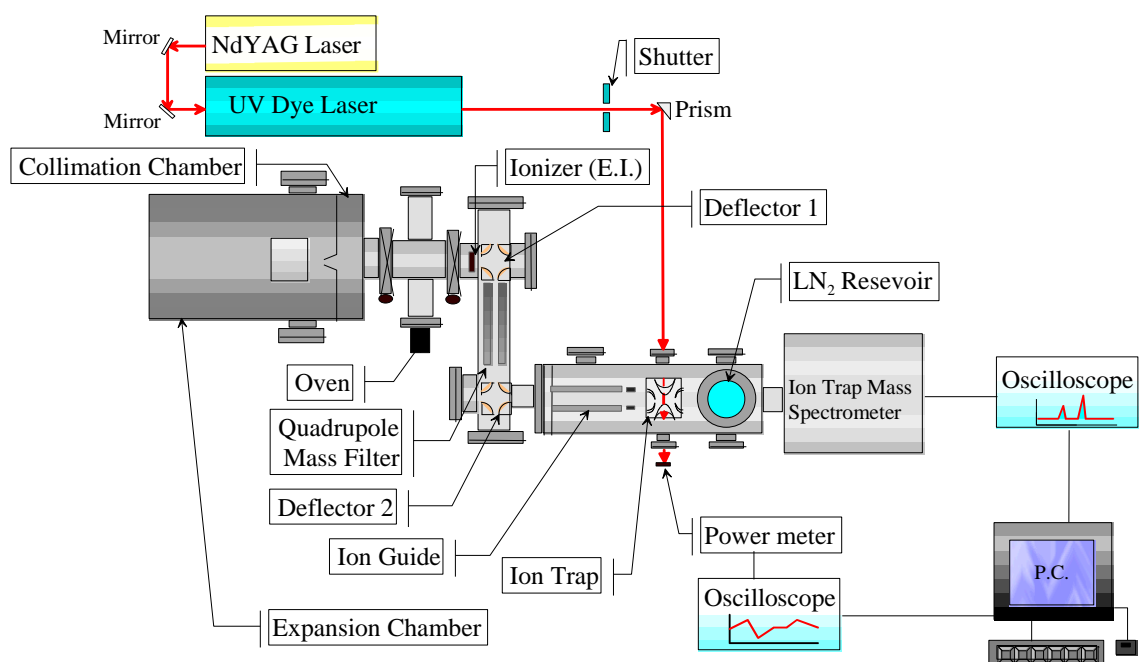 NdYAG Laser
Mirror
UV Dye Laser
Mirror
Shutter
Prism
Collimation Chamber
Ionizer (E.I.)
Deflector 1
LN₂ Resevoir
Oven
Ion Trap Mass
Spectrometer
Oscilloscope
Quadrupole
Mass Filter
Deflector 2
Ion Guide
Ion Trap
Power meter
P.C.
Oscilloscope
Expansion Chamber